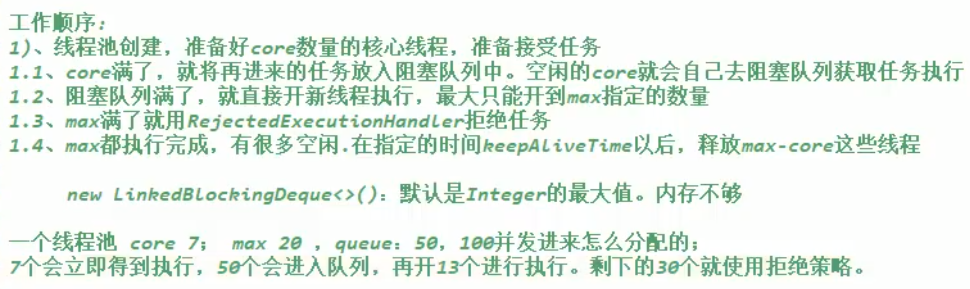 工作顺序:
1)、线程池创建，准备好core数量的核心线程，准备接受任务
1.1、core满了，就将再进来的任务放入阻塞队列中。空闲的core就会自己去阻塞队列获取任务执行
1.2、阻塞队列满了，就直接开新线程执行，最大只能开到max指定的数量
1.3、max满了就用RejectedExecutionHandler拒绝任务
1.4、max都执行完成，有很多空闲.在指定的时间keepAliveTime以后，释放max-core这些线程
new LinkedBlockingDeque<>()：默认是Integer的最大值。内存不够
一个线程池 core 7； max 20 ，queue：50，100并发进来怎么分配的；
7个会立即得到执行，50个会进入队列，再开13个进行执行。剩下的30个就使用拒绝策略。